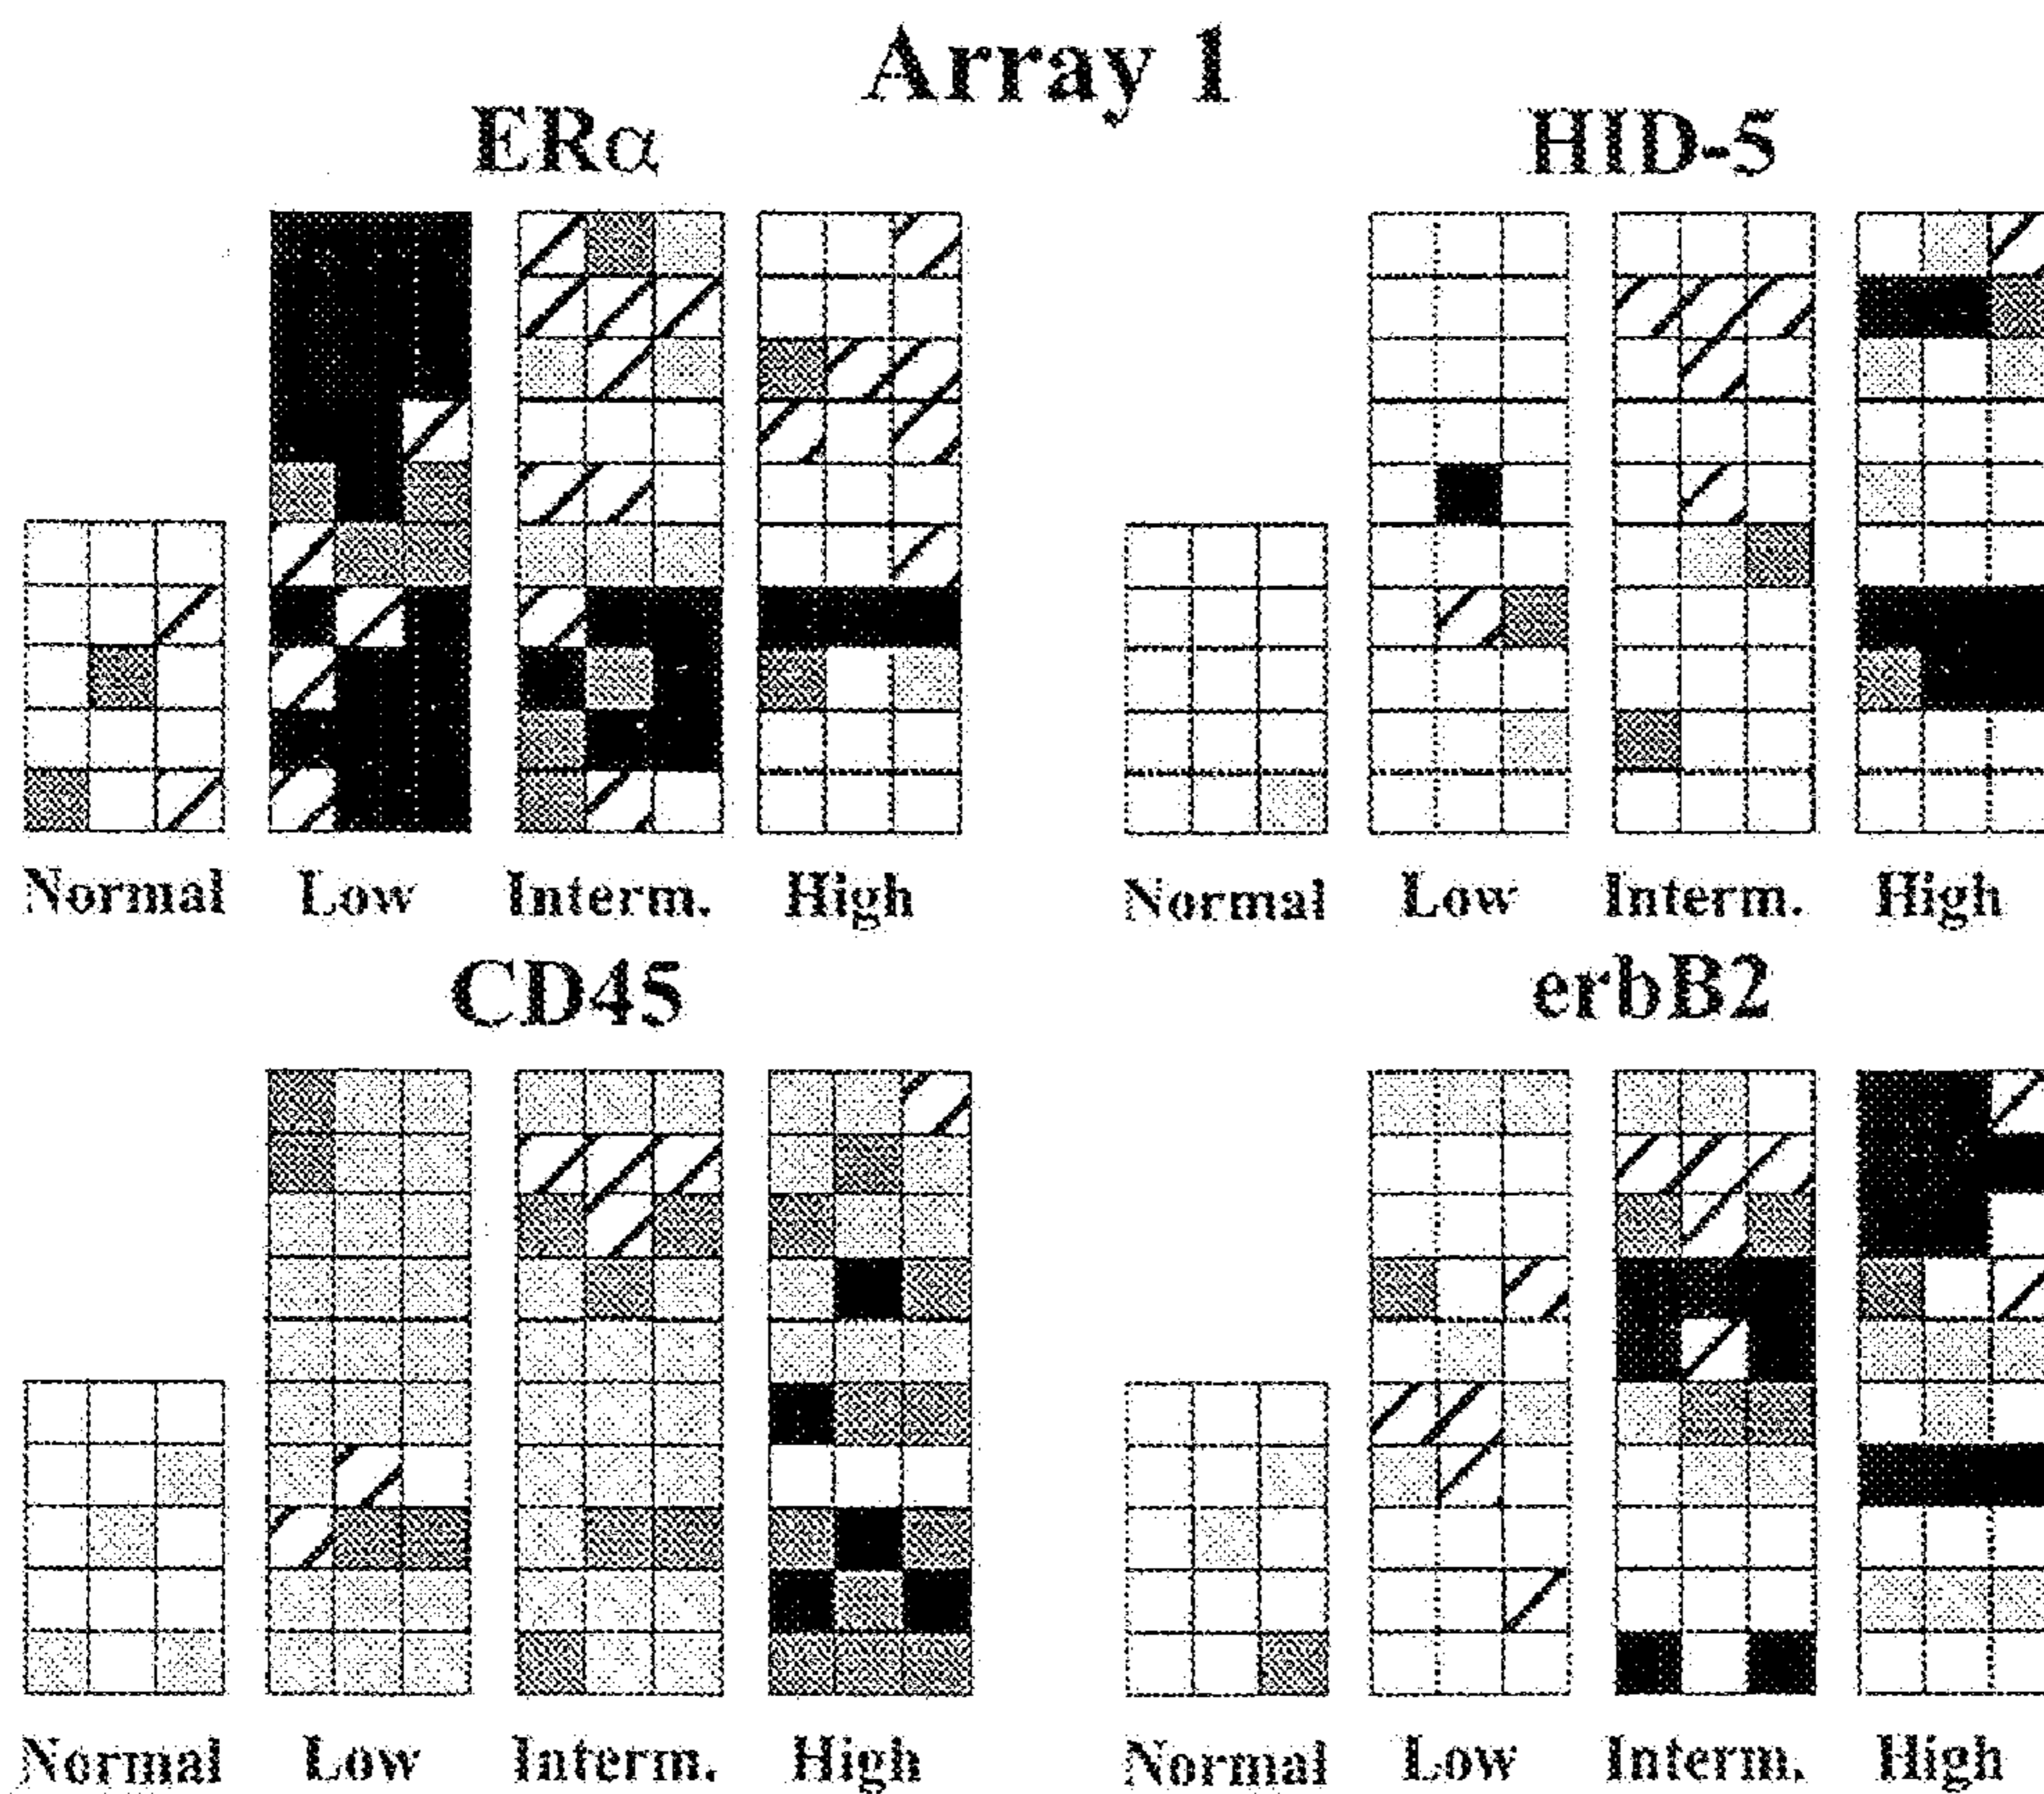 Array 1
ERα
HID-5
Normal Low Interm. High
Normal Low Interm. High
CD45
erbB2
Normal Low Interm. High
Normal Low Interm. High